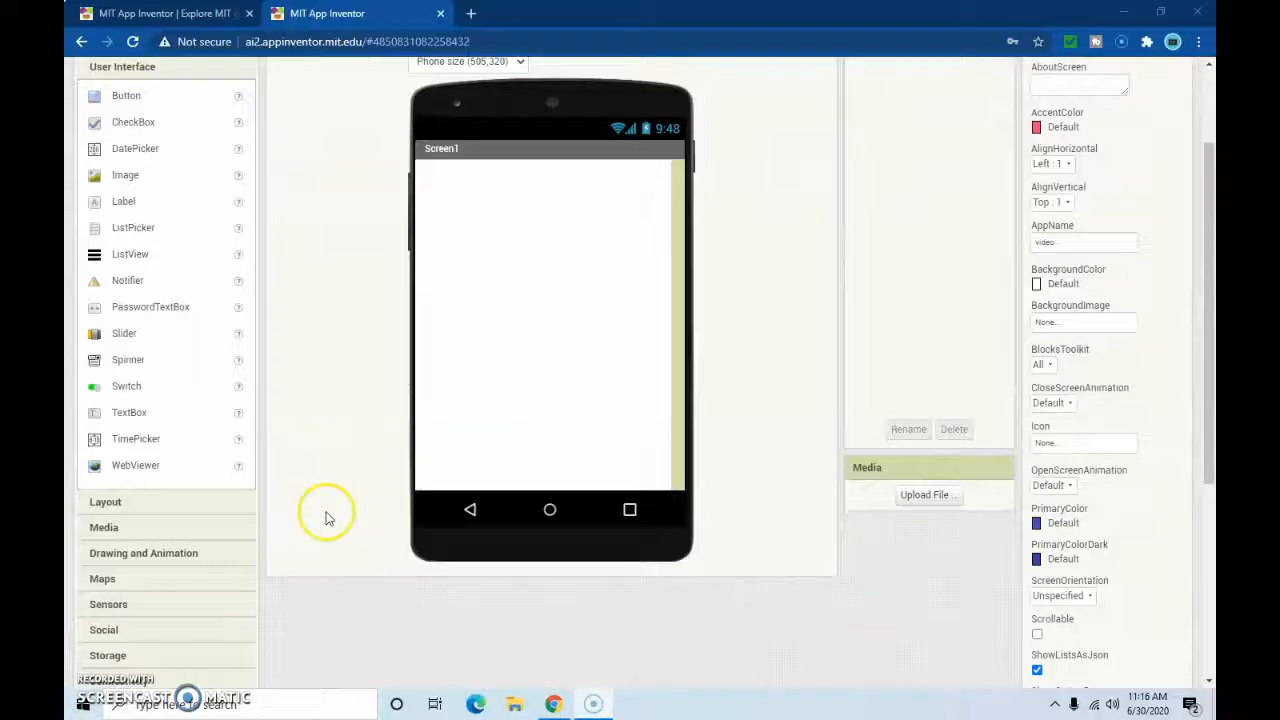 MIT App Inventor | Explore MIT
MIT App Inventor
Not secure
ai2.appinventor.mit.edu/#4850831082258432
User Interface
Button
CheckBox
DatePicker
Image
Label
ListPicker
ListView
Notifier
PasswordTextBox
Slider
Spinner
Switch
TextBox
TimePicker
WebViewer
Layout
Media
Drawing and Animation
Maps
Sensors
Social
Storage
Phone size (505,320)
9:48
Screen1
Rename
Delete
Media
Upload File ...
AboutScreen
AccentColor
Default
AlignHorizontal
Left : 1
AlignVertical
Top : 1
AppName
video
BackgroundColor
Default
BackgroundImage
None...
BlocksToolkit
All
CloseScreenAnimation
Default
Icon
None...
OpenScreenAnimation
Default
PrimaryColor
Default
PrimaryColorDark
Default
ScreenOrientation
Unspecified
Scrollable
ShowListsAsJson
RECORDED WITH
SCREENCAST MATIC
Type here to search
11:16 AM
6/30/2020